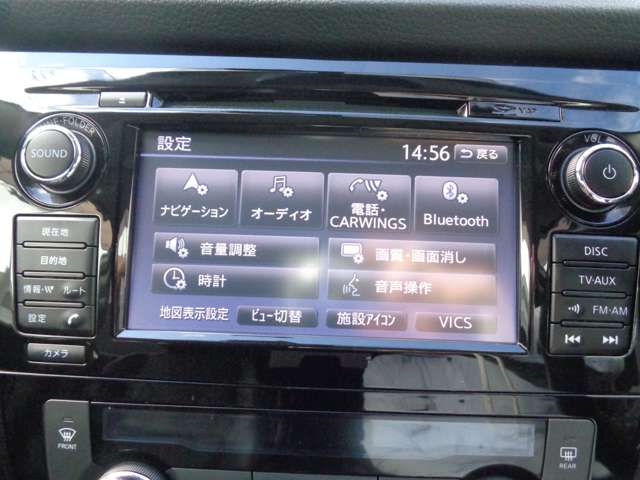 TUNE·FOLDER
SOUND
VOL
設定
14:56
戻る
ナビゲーション
オーディオ
電話・
CARWINGS
Bluetooth
音量調整
画質・画面消し
時計
音声操作
地図表示設定
ビュー切替
施設アイコン
VICS
現在地
目的地
情報・
ルート
設定
カメラ
DISC
TV·AUX
FM·AM
FRONT
REAR